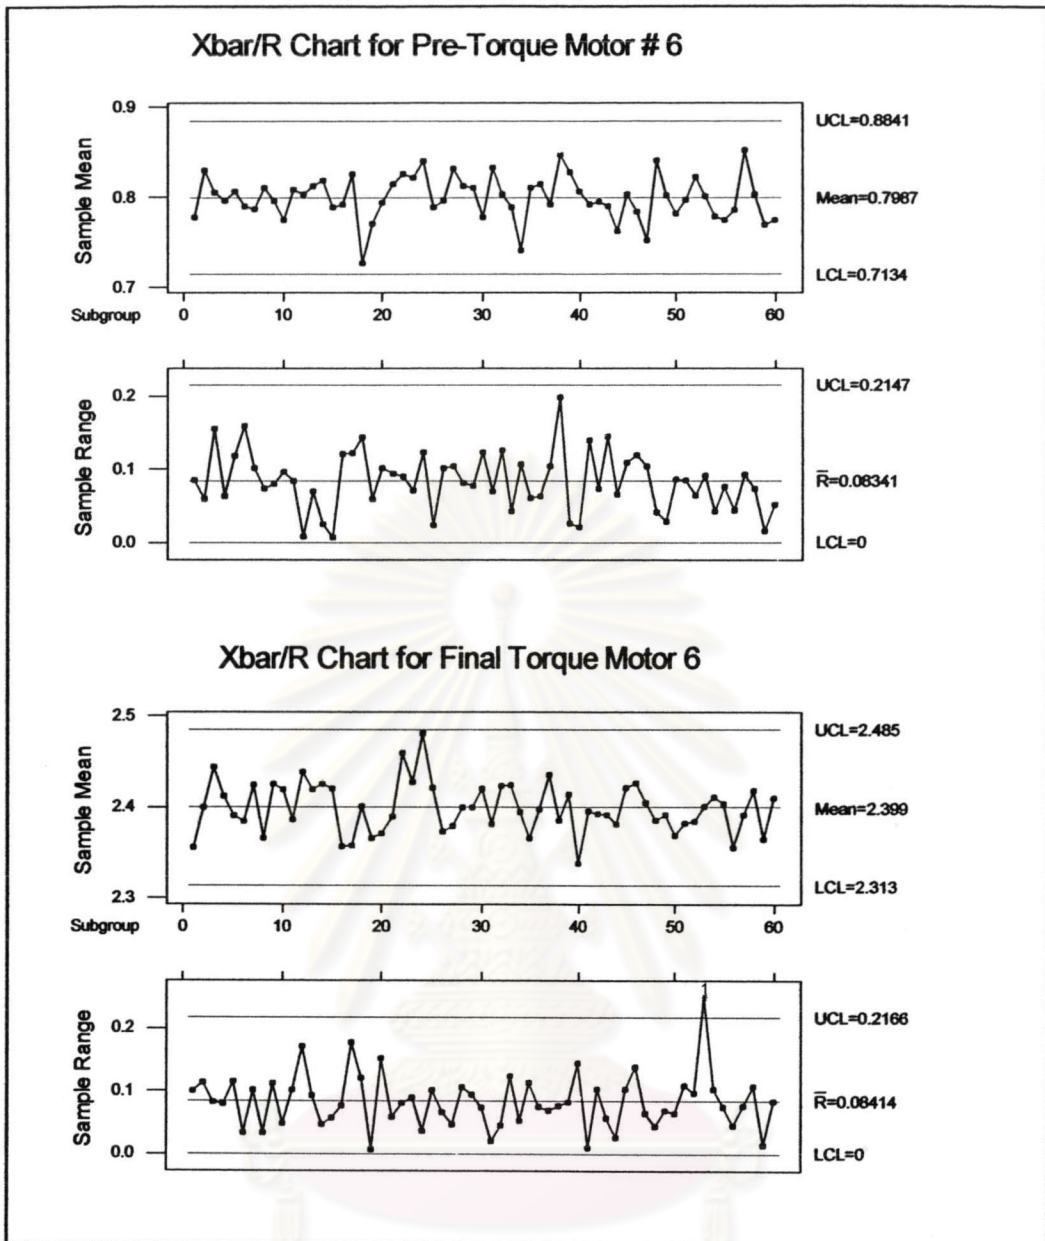 Xbar/R Chart for Pre-Torque Motor # 6
0.9
0.8
0.7
Sample Mean
UCL=0.8841
Mean=0.7987
LCL=0.7134
Subgroup 0 10 20 30 40 50 60
0.2
0.1
0.0
Sample Range
UCL=0.2147
R̅=0.08341
LCL=0
Xbar/R Chart for Final Torque Motor 6
2.5
2.4
2.3
Sample Mean
UCL=2.485
Mean=2.399
LCL=2.313
Subgroup 0 10 20 30 40 50 60
0.2
0.1
0.0
Sample Range
1
UCL=0.2166
R̅=0.08414
LCL=0